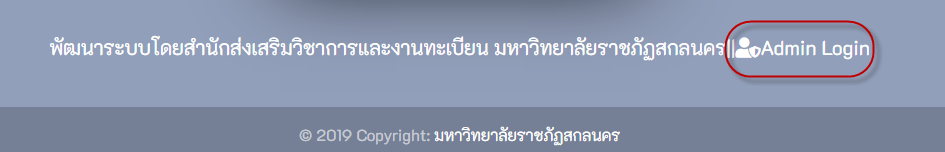 พัฒนาระบบโดยสำนักส่งเสริมวิชาการและงานทะเบียน มหาวิทยาลัยราชภัฏสกลนคร||Admin Login
© 2019 Copyright: มหาวิทยาลัยราชภัฏสกลนคร